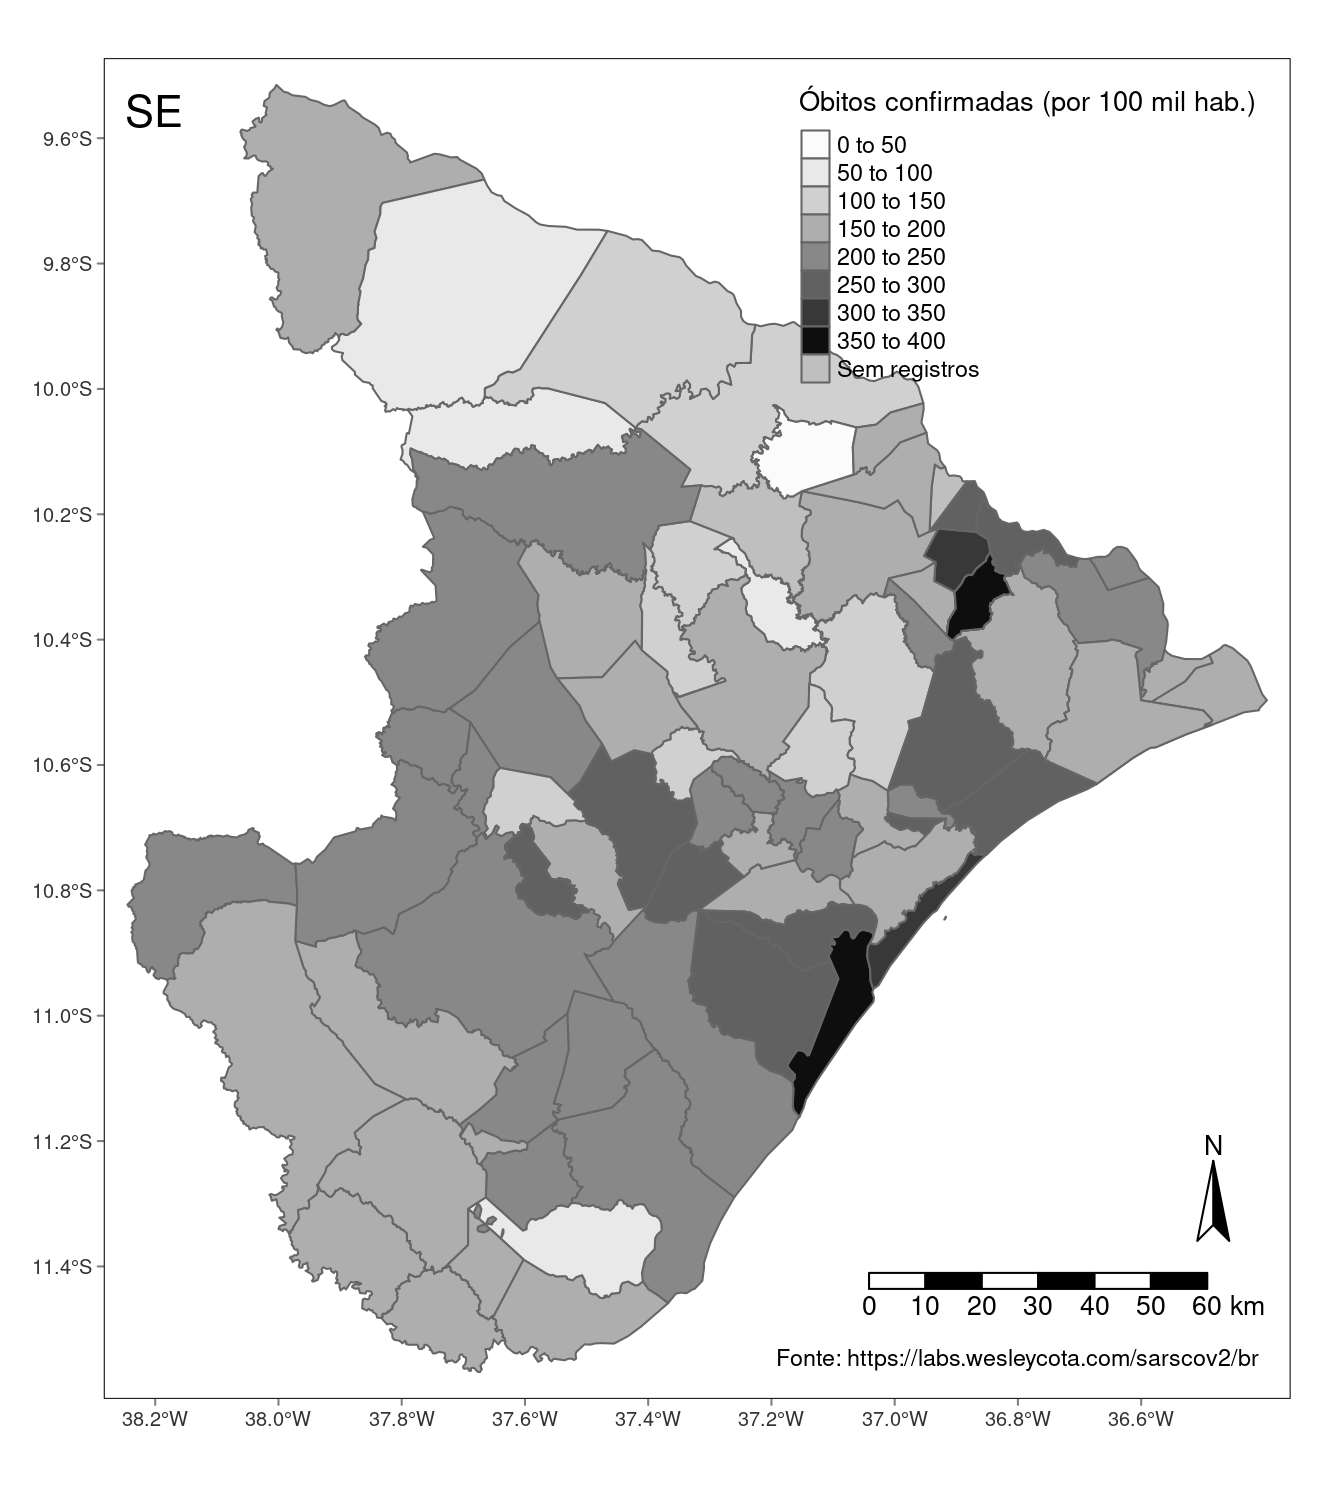 SE
Óbitos confirmadas (por 100 mil hab.)
0 to 50
50 to 100
100 to 150
150 to 200
200 to 250
250 to 300
300 to 350
350 to 400
Sem registros
9.6°S
9.8°S
10.0°S
10.2°S
10.4°S
10.6°S
10.8°S
11.0°S
11.2°S
11.4°S
N
0 10 20 30 40 50 60 km
Fonte: https://labs.wesleycota.com/sarscov2/br
38.2°W 38.0°W 37.8°W 37.6°W 37.4°W 37.2°W 37.0°W 36.8°W 36.6°W